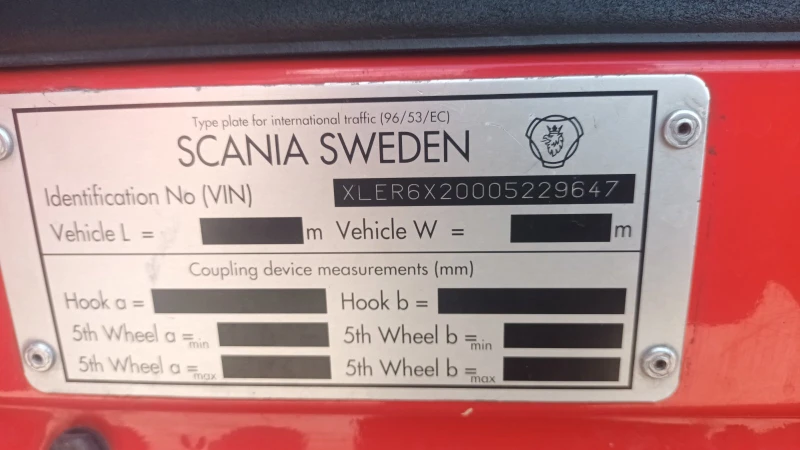 Type plate for international traffic (96/53/EC)
SCANIA SWEDEN
Identification No (VIN) XLER6X20005229647
Vehicle L = m Vehicle W = m
Coupling device measurements (mm)
Hook a = Hook b =
5th Wheel a =min 5th Wheel b =min
5th Wheel a =max 5th Wheel b =max